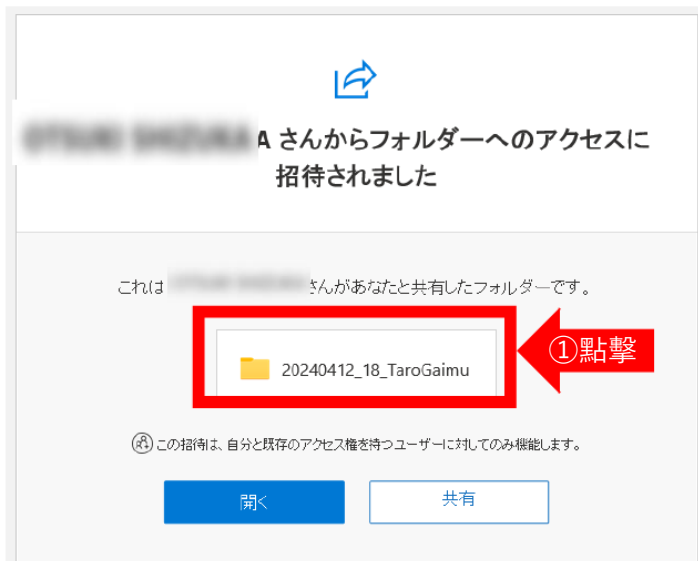 A さんからフォルダーへのアクセスに
招待されました
これは さんがあなたと共有したフォルダーです。
20240412_18_TaroGaimu
①點擊
この招待は、自分と既存のアクセス権を持つユーザーに対してのみ機能します。
開く
共有